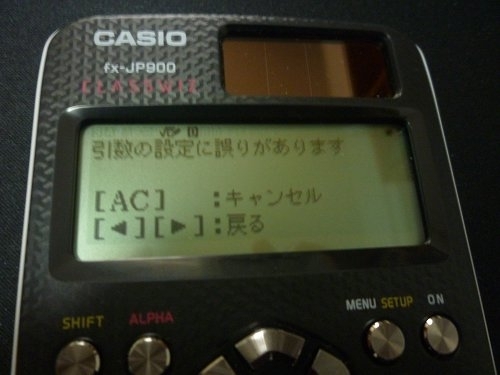 CASIO
fx-JP900
CLASSWIZ
√D/ D
引数の設定に誤りがあります
[AC] :キャンセル
[◀][▶]:戻る
SHIFT ALPHA MENU SETUP ON